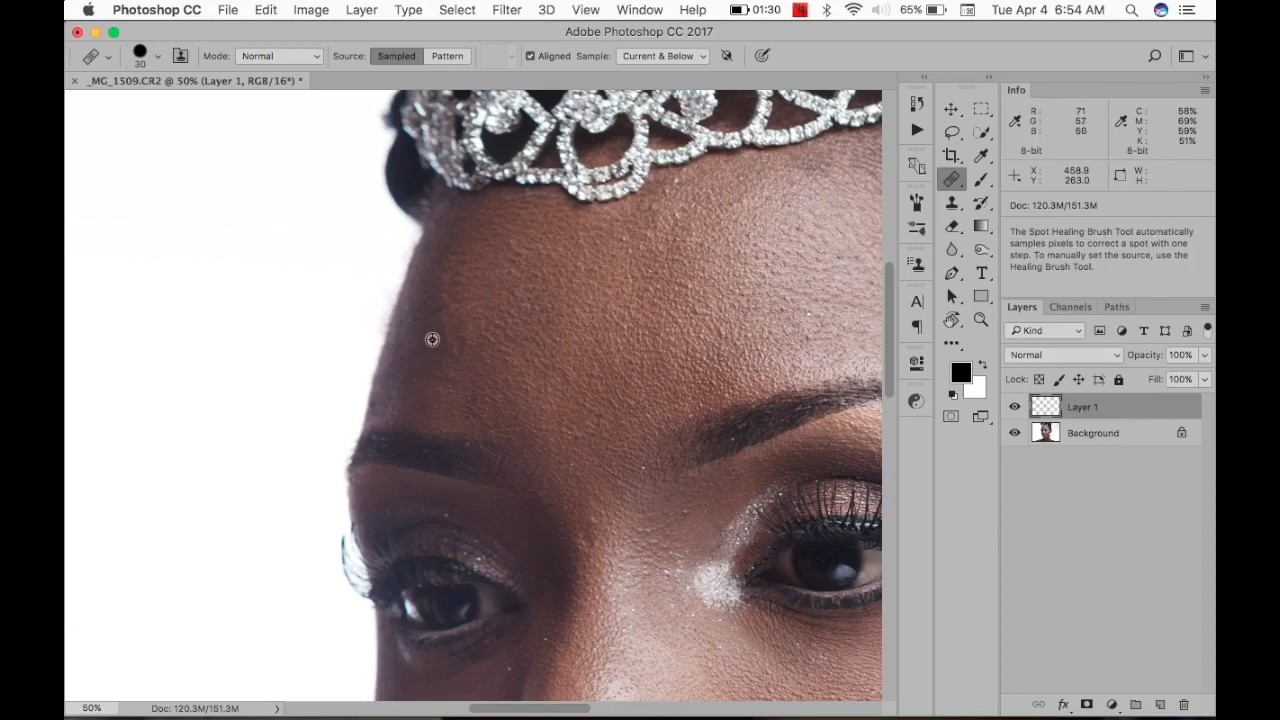 Photoshop CC File Edit Image Layer Type Select Filter 3D View Window Help 01:30 65% Tue Apr 4 6:54 AM
Adobe Photoshop CC 2017
30 Mode: Normal Source: Sampled Pattern Aligned Sample: Current & Below
_MG_1509.CR2 @ 50% (Layer 1, RGB/16*) *
Info
R: 71 C: 58%
G: 57 M: 69%
B: 68 Y: 59%
K: 51%
8-bit 8-bit
X: 458.9 W:
Y: 263.0 H:
Doc: 120.3M/151.3M
The Spot Healing Brush Tool automatically
samples pixels to correct a spot with one
step. To manually set the source, use the
Healing Brush Tool.
Layers Channels Paths
Kind
Normal Opacity: 100%
Lock: Fill: 100%
Layer 1
Background
50% Doc: 120.3M/151.3M